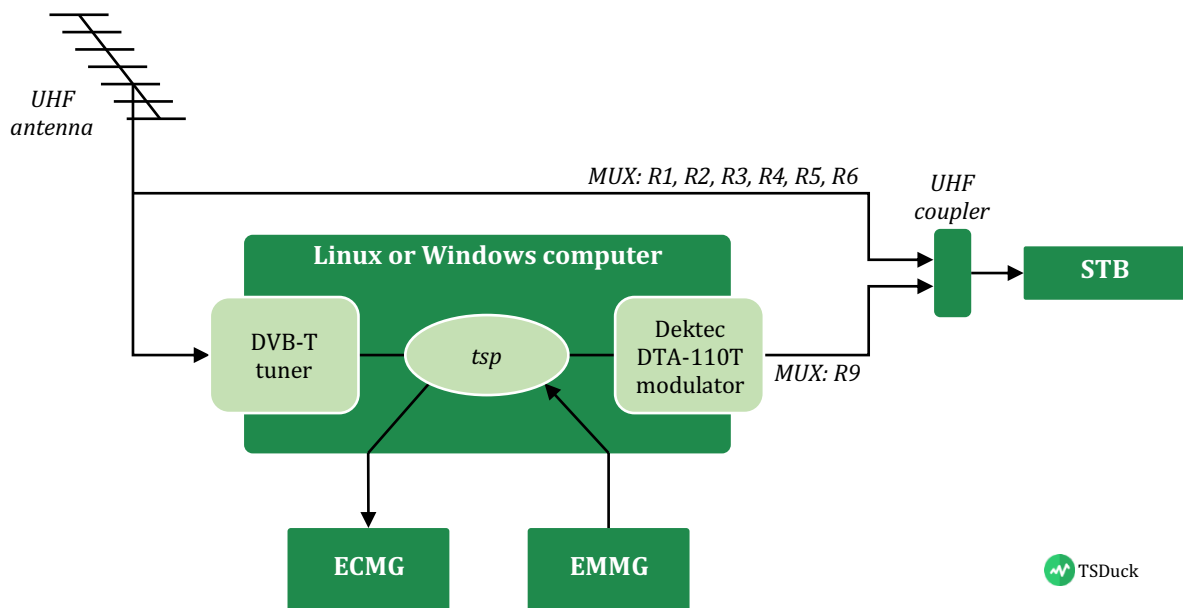 UHF
antenna
MUX: R1, R2, R3, R4, R5, R6
UHF
coupler
Linux or Windows computer
STB
DVB-T
tuner
tsp
Dektec
DTA-110T
modulator
MUX: R9
ECMG
EMMG
TSDuck